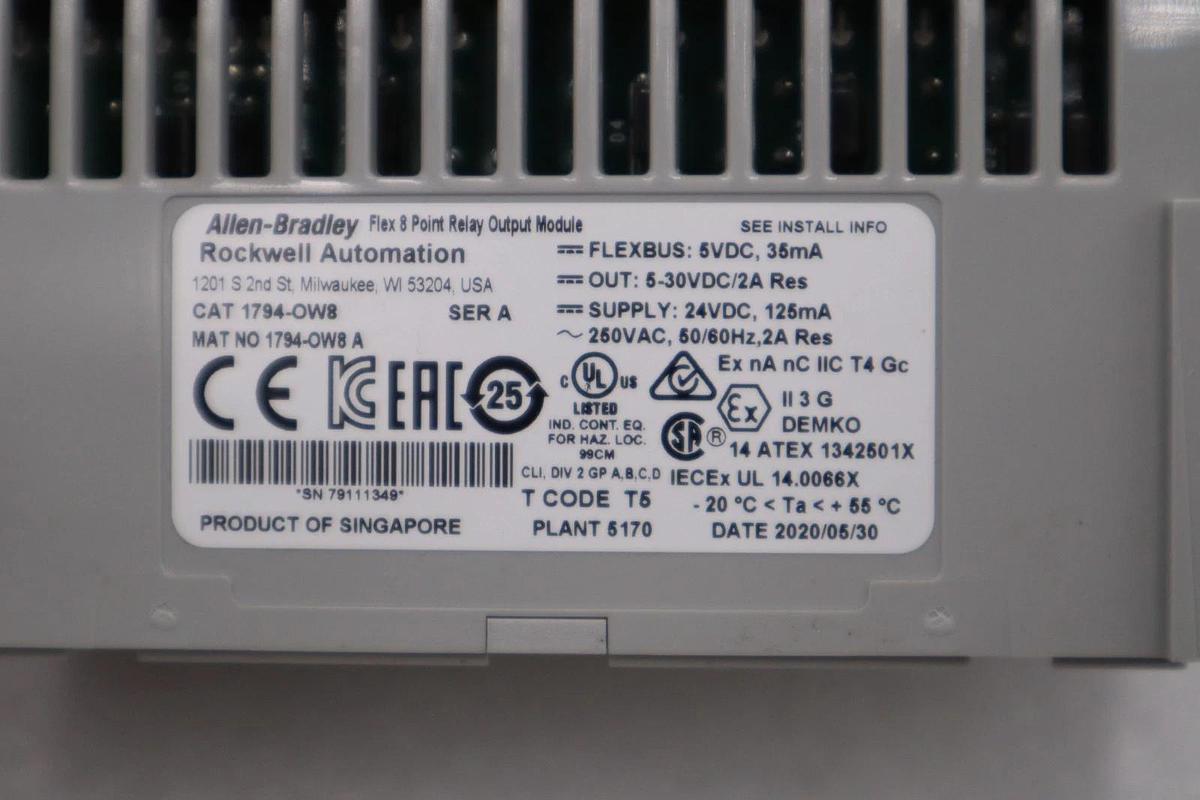 Allen-Bradley Flex 8 Point Relay Output Module
SEE INSTALL INFO
Rockwell Automation
1201 S 2nd St, Milwaukee, WI 53204, USA
CAT 1794-OW8 SER A
MAT NO 1794-OW8 A
FLEXBUS: 5VDC, 35mA
OUT: 5-30VDC/2A Res
SUPPLY: 24VDC, 125mA
~ 250VAC, 50/60Hz,2A Res
CE KC EAC 25
C UL US
LISTED
IND. CONT. EQ.
FOR HAZ. LOC.
99CM
CLI, DIV 2 GP A,B,C,D
T CODE T5
Ex nA nC IIC T4 Gc
Ex II 3 G
DEMKO
SA ®
14 ATEX 1342501X
IECEx UL 14.0066X
- 20 °C < Ta < + 55 °C
*SN 79111349*
PRODUCT OF SINGAPORE
PLANT 5170
DATE 2020/05/30